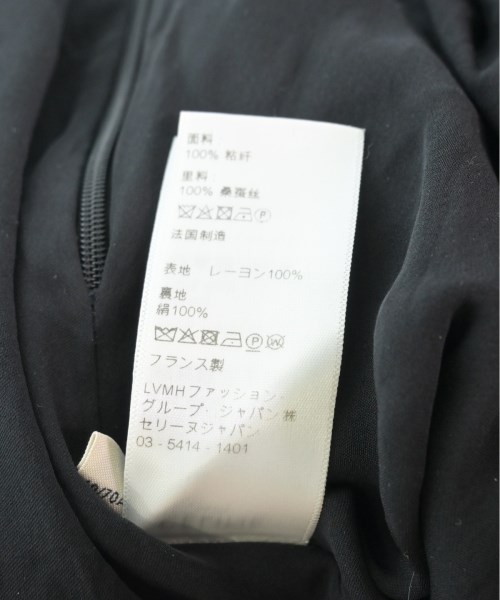 面料
100% 粘纤
里料
100% 桑蚕丝
法国制造
表地 レーヨン100%
裏地
絹100%
フランス製
LVMHファッション・
グループ・ジャパン㈱
セリーヌジャパン
03 - 5414 - 1401